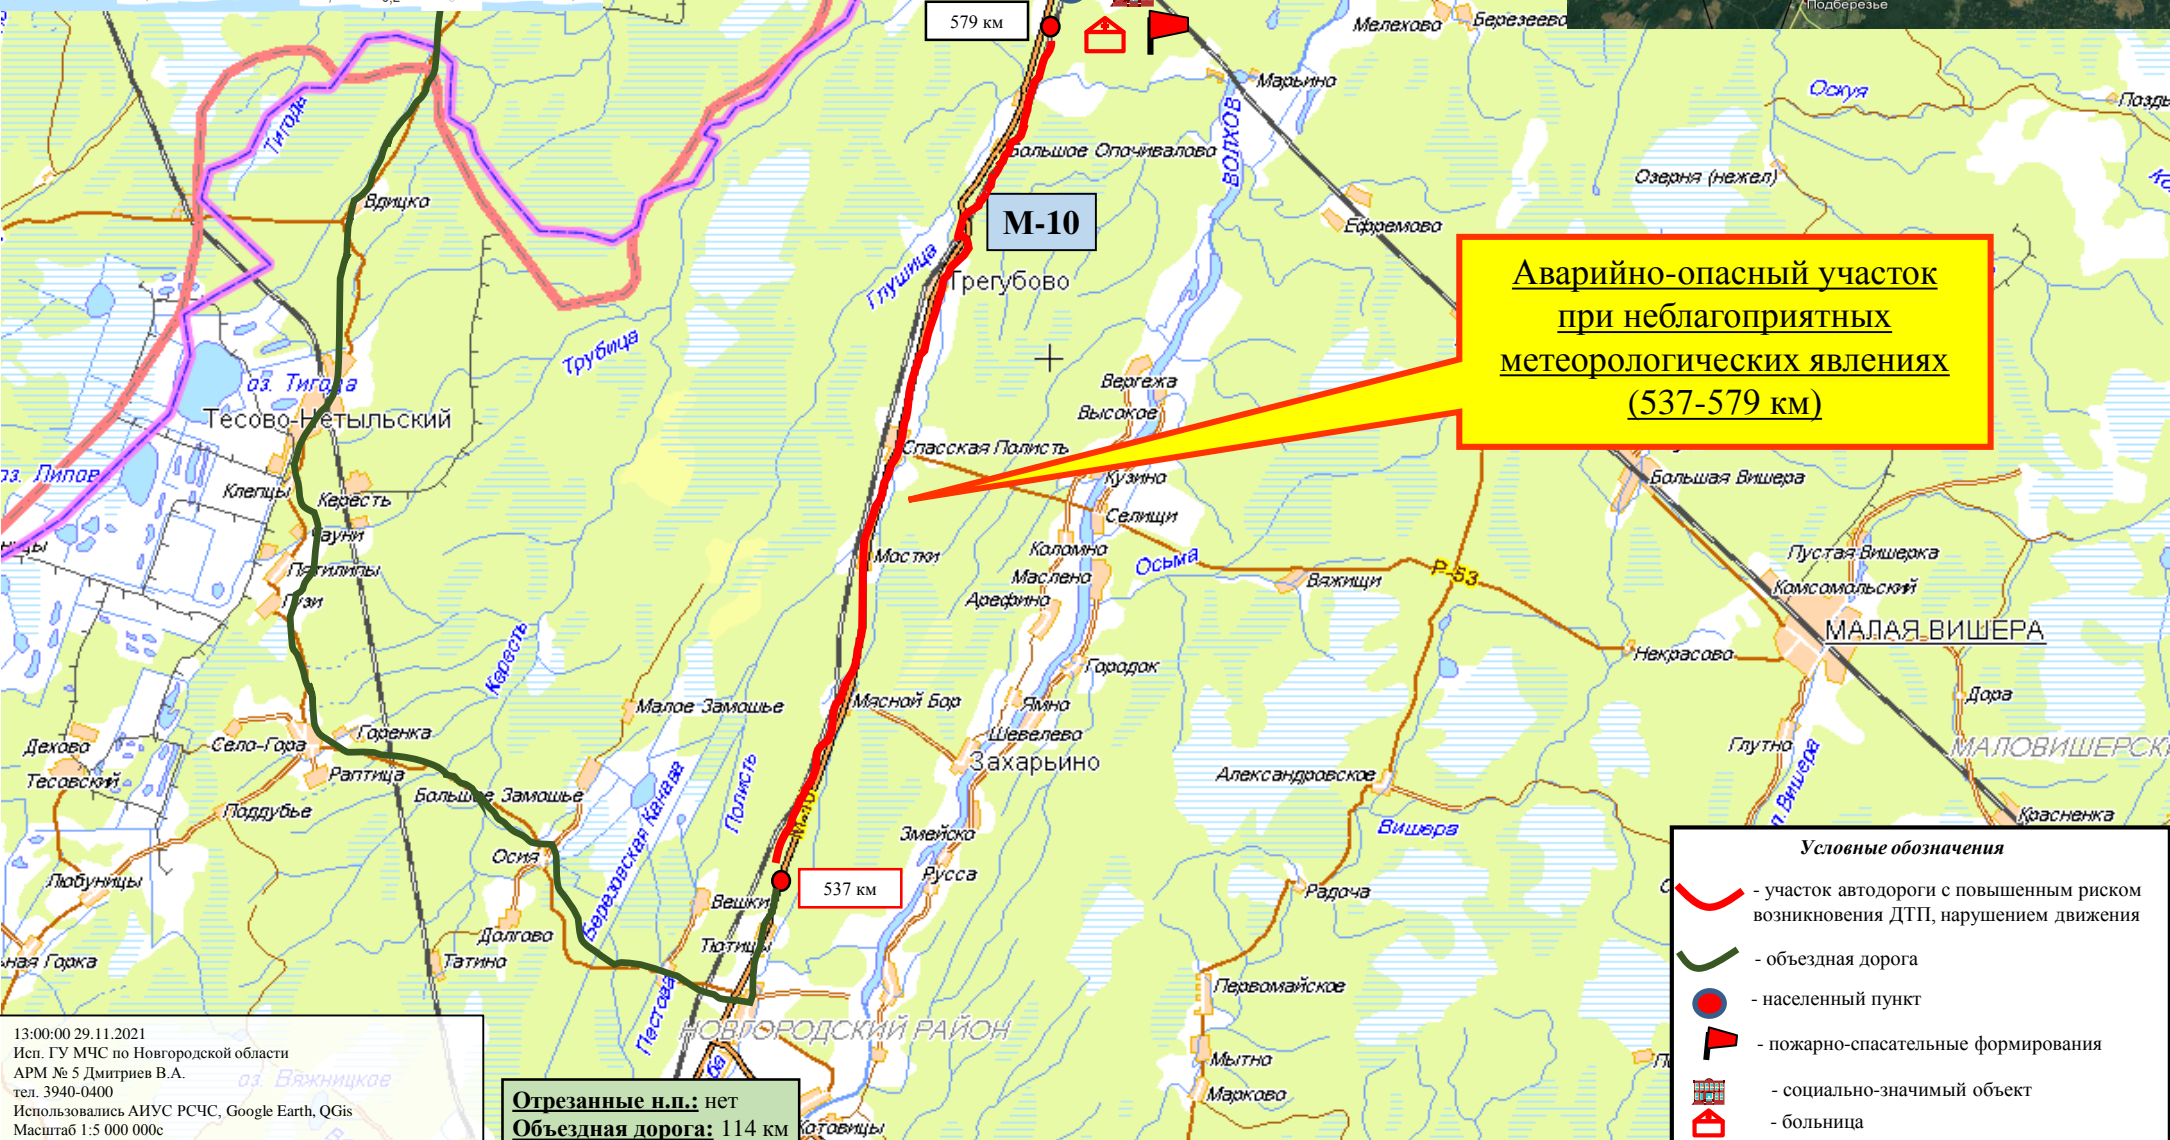 Подберезье
579 км
Мелехово
Березеево
Марьино
Оскуя
Тигода
ВОЛХОВ
Большое Опочивалово
Озерня (нежел)
Вдицко
М-10
Ефремово
Глушица
Трегубово
Аварийно-опасный участок
при неблагоприятных
метеорологических явлениях
(537-579 км)
Трубица
оз. Тигода
Вергежа
Высокое
Тесово-Нетыльский
Спасская Полисть
Кузино
Большая Вишера
Клепцы
Кересть
Селищи
Коломно
Мостки
Осьма
Пустая Вишерка
Пятилипы
Маслено
Вяжищи
Р-53
Комсомольский
Арефино
МАЛАЯ ВИШЕРА
Кересть
Городок
Некрасово
Малое Замошье
Мясной Бор
Ямно
Дора
Дехово
Село-Гора
Горенка
Шевелево
Глутно
Захарьино
Тесовский
Раптица
Александровское
Большое Замошье
Полисть
Поддубье
Змейско
Вишера
Красненка
Осия
Березовская Канава
Русса
537 км
Любуницы
Вешки
Радоча
Долгово
Тютицы
Татино
Первомайское
Пестова
НОВГОРОДСКИЙ РАЙОН
Мытно
оз. Вяжницкое
Марково
Котовицы
Условные обозначения
- участок автодороги с повышенным риском
возникновения ДТП, нарушением движения
- объездная дорога
- населенный пункт
- пожарно-спасательные формирования
- социально-значимый объект
- больница
13:00:00 29.11.2021
Исп. ГУ МЧС по Новгородской области
АРМ № 5 Дмитриев В.А.
тел. 3940-0400
Использовались АИУС РСЧС, Google Earth, QGis
Масштаб 1:5 000 000с
Отрезанные н.п.: нет
Объездная дорога: 114 км